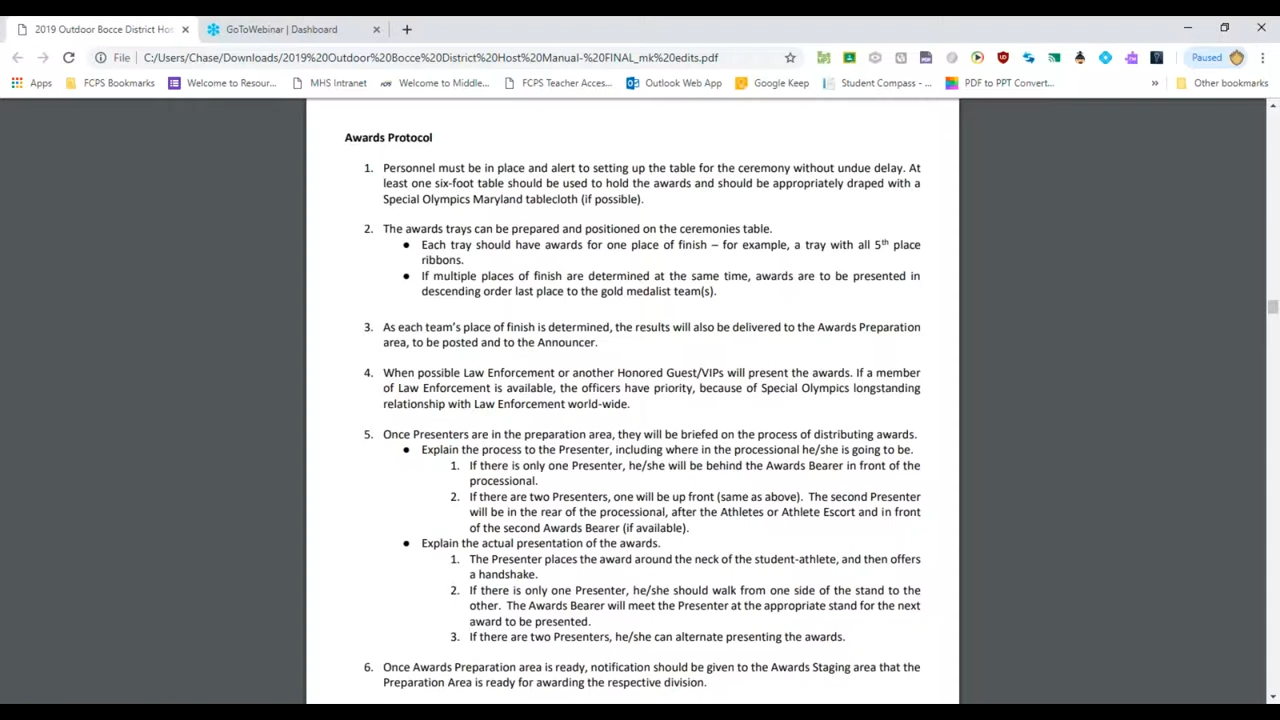 2019 Outdoor Bocce District Hos
GoToWebinar | Dashboard
File
C:/Users/Chase/Downloads/2019%20Outdoor%20Bocce%20District%20Host%20Manual-%20FINAL_mk%20edits.pdf
Paused
Apps
FCPS Bookmarks
Welcome to Resour...
MHS Intranet
Welcome to Middle...
FCPS Teacher Acces...
Outlook Web App
Google Keep
Student Compass - ...
PDF to PPT Convert...
»
Other bookmarks
Awards Protocol
1. Personnel must be in place and alert to setting up the table for the ceremony without undue delay. At
least one six-foot table should be used to hold the awards and should be appropriately draped with a
Special Olympics Maryland tablecloth (if possible).
2. The awards trays can be prepared and positioned on the ceremonies table.
• Each tray should have awards for one place of finish – for example, a tray with all 5th place
ribbons.
• If multiple places of finish are determined at the same time, awards are to be presented in
descending order last place to the gold medalist team(s).
3. As each team's place of finish is determined, the results will also be delivered to the Awards Preparation
area, to be posted and to the Announcer.
4. When possible Law Enforcement or another Honored Guest/VIPs will present the awards. If a member
of Law Enforcement is available, the officers have priority, because of Special Olympics longstanding
relationship with Law Enforcement world-wide.
5. Once Presenters are in the preparation area, they will be briefed on the process of distributing awards.
• Explain the process to the Presenter, including where in the processional he/she is going to be.
1. If there is only one Presenter, he/she will be behind the Awards Bearer in front of the
processional.
2. If there are two Presenters, one will be up front (same as above). The second Presenter
will be in the rear of the processional, after the Athletes or Athlete Escort and in front
of the second Awards Bearer (if available).
• Explain the actual presentation of the awards.
1. The Presenter places the award around the neck of the student-athlete, and then offers
a handshake.
2. If there is only one Presenter, he/she should walk from one side of the stand to the
other. The Awards Bearer will meet the Presenter at the appropriate stand for the next
award to be presented.
3. If there are two Presenters, he/she can alternate presenting the awards.
6. Once Awards Preparation area is ready, notification should be given to the Awards Staging area that the
Preparation Area is ready for awarding the respective division.